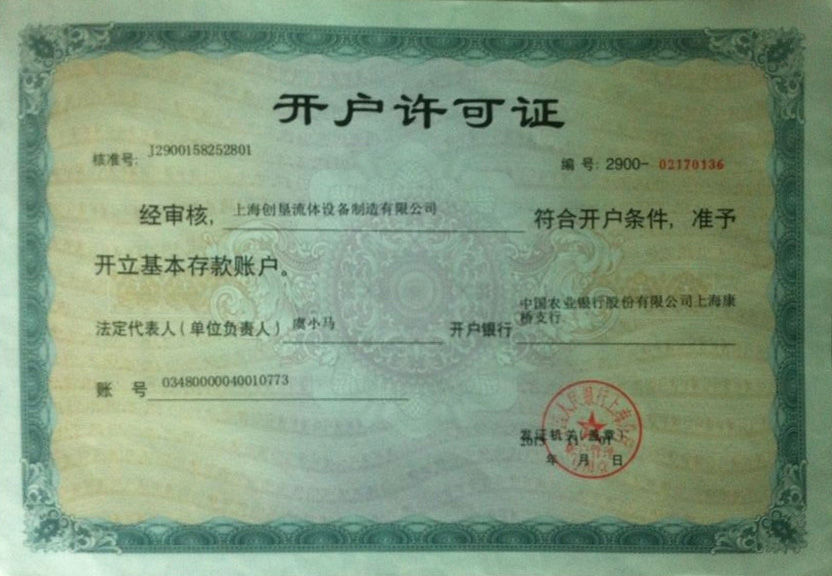 开户许可证
核准号: J2900158252801
编号: 2900- 02170136
经审核, 上海创垦流体设备制造有限公司 符合开户条件, 准予
开立基本存款账户。
法定代表人(单位负责人) 虞小马 开户银行 中国农业银行股份有限公司上海康
桥支行
账 号 03480000040010773
发证机关(盖章)
年 月 日